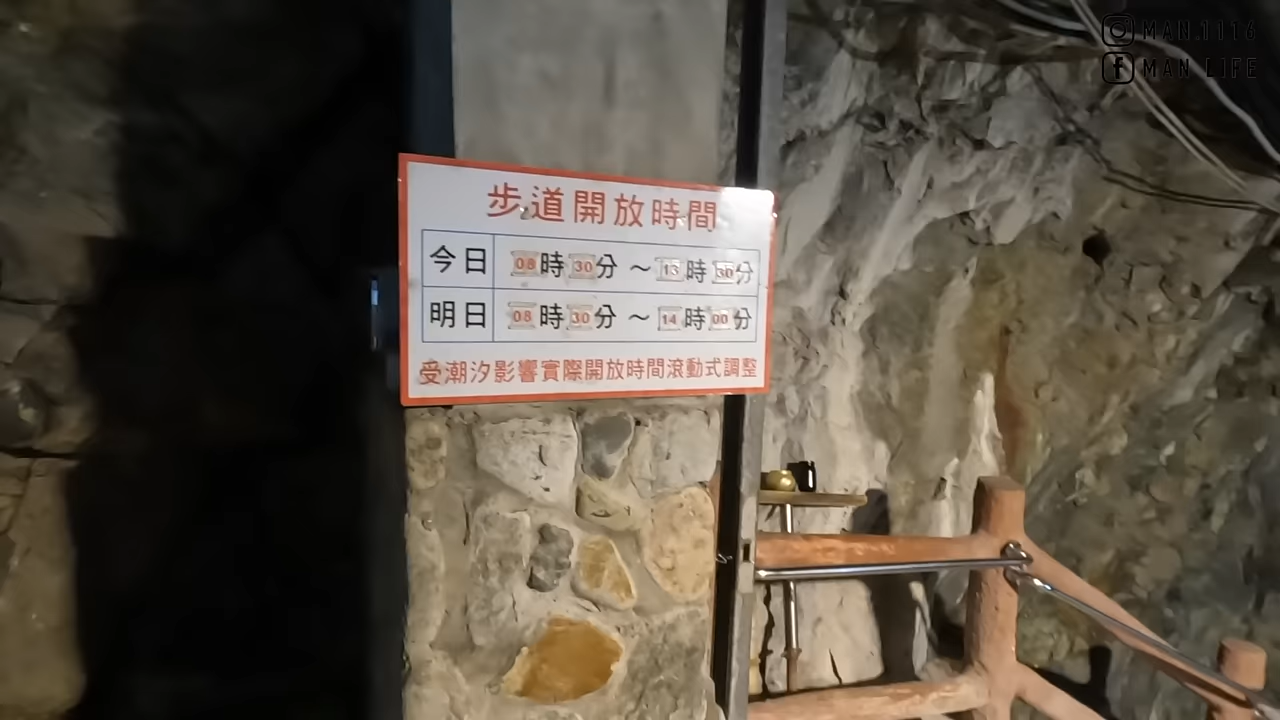 MAN.1116
MAN LIFE
步道開放時間
今日 08時30分 ～13時30分
明日 08時30分 ～14時00分
受潮汐影響實際開放時間滾動式調整